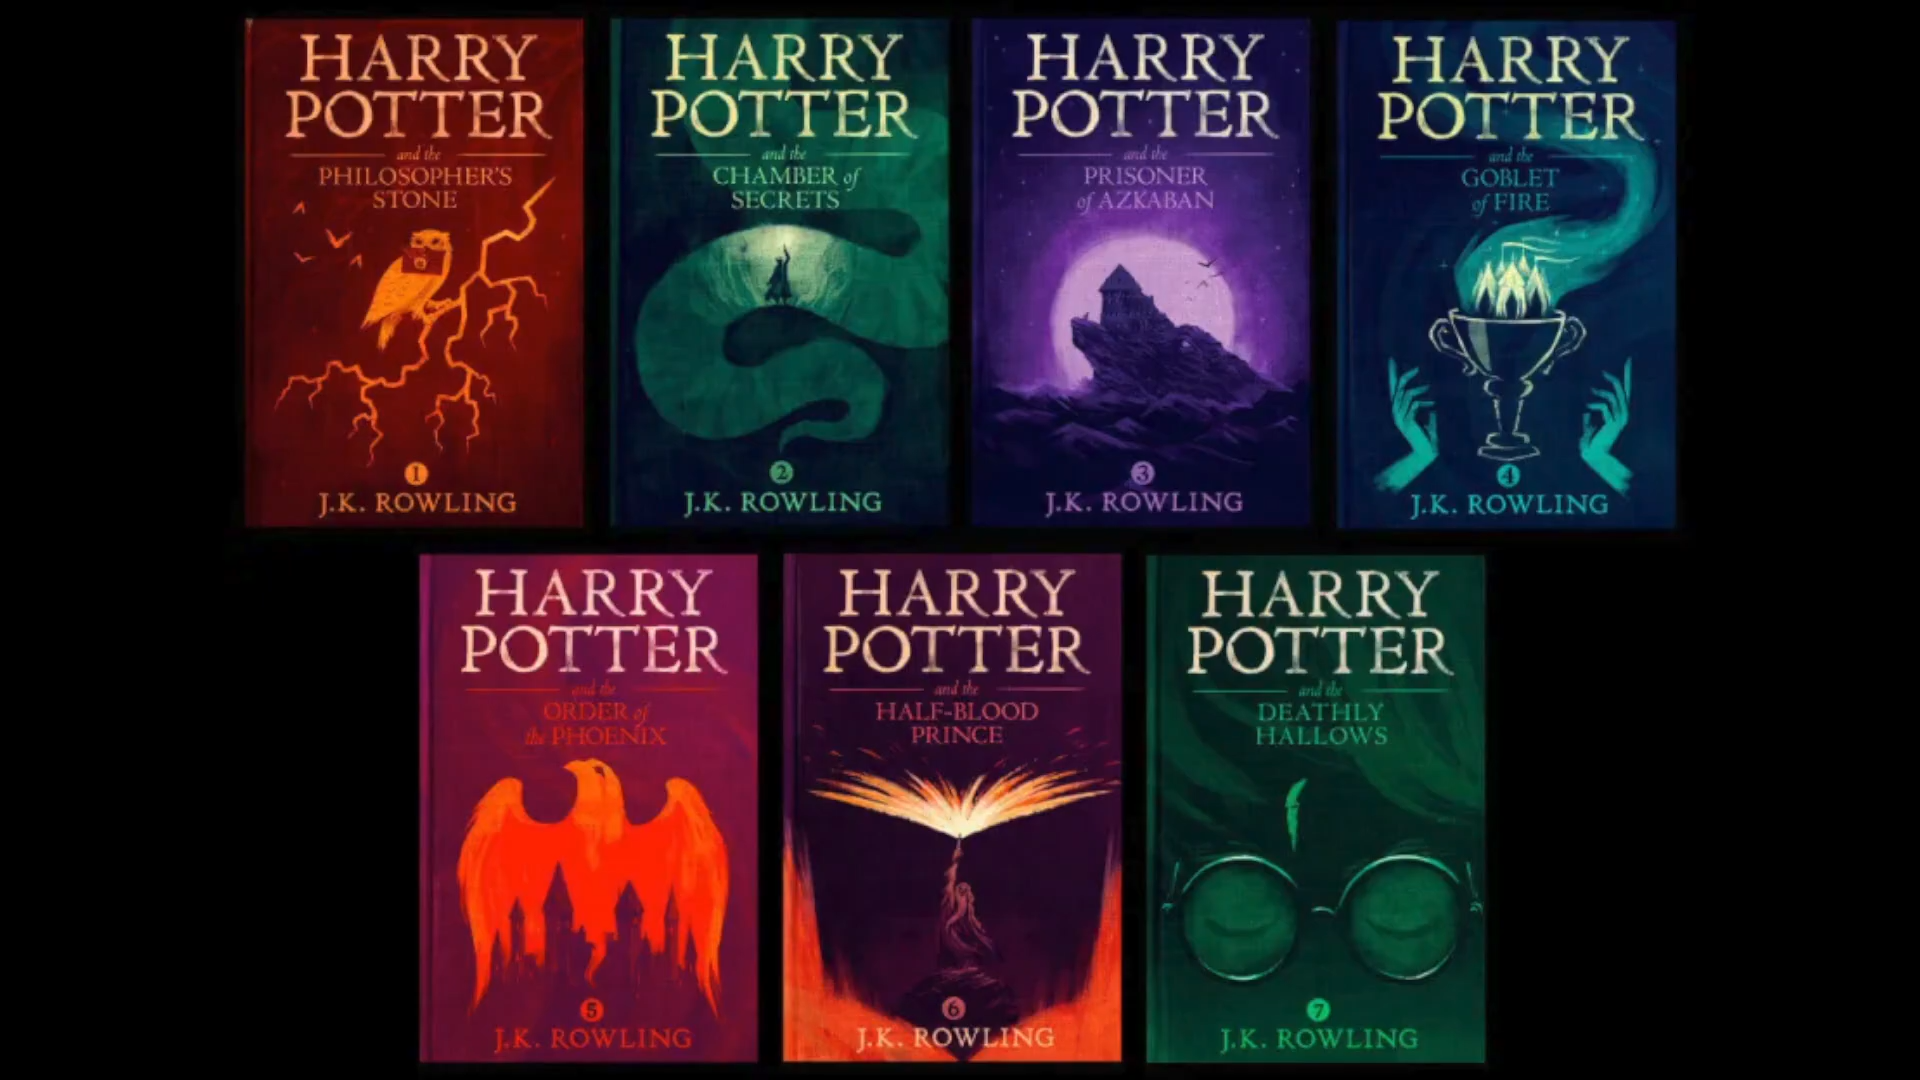 HARRY
POTTER
and the
PHILOSOPHER'S
STONE
1
J.K. ROWLING
HARRY
POTTER
and the
CHAMBER of
SECRETS
2
J.K. ROWLING
HARRY
POTTER
and the
PRISONER
of AZKABAN
3
J.K. ROWLING
HARRY
POTTER
and the
GOBLET
of FIRE
4
J.K. ROWLING
HARRY
POTTER
and the
ORDER of
the PHOENIX
5
J.K. ROWLING
HARRY
POTTER
and the
HALF-BLOOD
PRINCE
6
J.K. ROWLING
HARRY
POTTER
and the
DEATHLY
HALLOWS
7
J.K. ROWLING